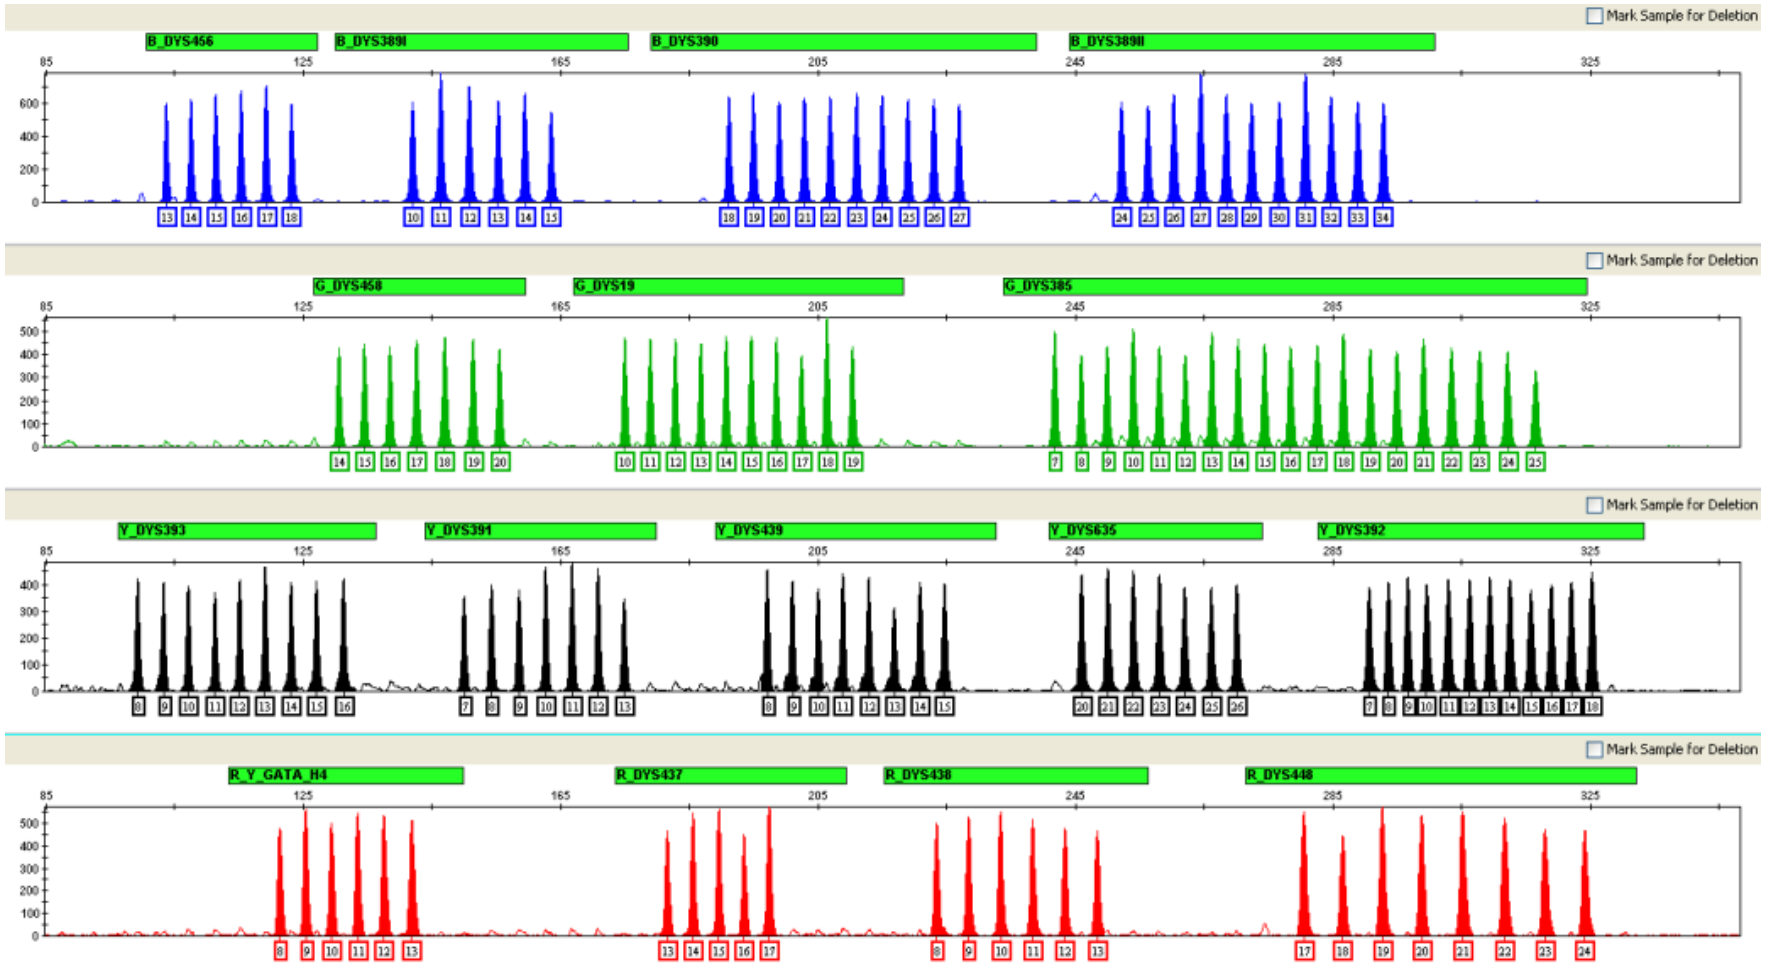 Mark Sample for Deletion
B_DYS456 B_DYS389I B_DYS390 B_DYS389II
85 125 165 205 245 285 325
600
400
200
0
13 14 15 16 17 18 10 11 12 13 14 15 18 19 20 21 22 23 24 25 26 27 24 25 26 27 28 29 30 31 32 33 34
Mark Sample for Deletion
G_DYS458 G_DYS19 G_DYS385
85 125 165 205 245 285 325
500
400
300
200
100
0
14 15 16 17 18 19 20 10 11 12 13 14 15 16 17 18 19 7 8 9 10 11 12 13 14 15 16 17 18 19 20 21 22 23 24 25
Mark Sample for Deletion
Y_DYS393 Y_DYS391 Y_DYS439 Y_DYS635 Y_DYS392
85 125 165 205 245 285 325
400
300
200
100
0
8 9 10 11 12 13 14 15 16 7 8 9 10 11 12 13 8 9 10 11 12 13 14 15 20 21 22 23 24 25 26 7 8 9 10 11 12 13 14 15 16 17 18
Mark Sample for Deletion
R_Y_GATA_H4 R_DYS437 R_DYS438 R_DYS448
85 125 165 205 245 285 325
500
400
300
200
100
0
8 9 10 11 12 13 13 14 15 16 17 8 9 10 11 12 13 17 18 19 20 21 22 23 24